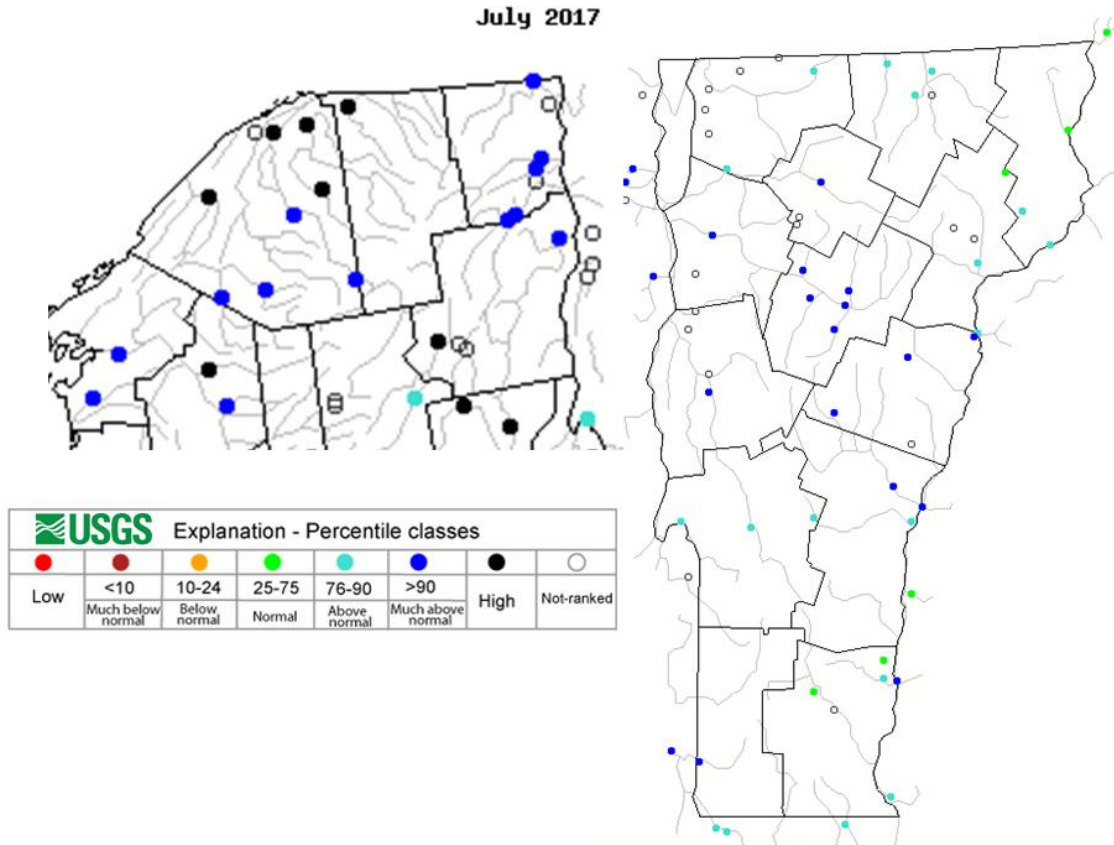 July 2017
USGS Explanation - Percentile classes
Low <10 10-24 25-75 76-90 >90 High Not-ranked
Much below normal Below normal Normal Above normal Much above normal